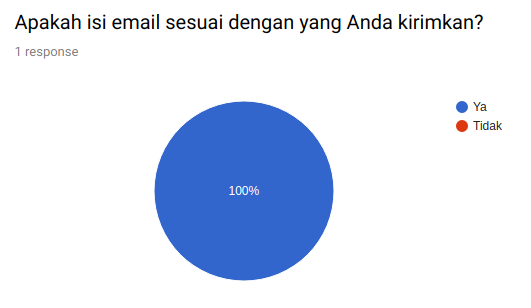 Apakah isi email sesuai dengan yang Anda kirimkan?
1 response
Ya
Tidak
100%